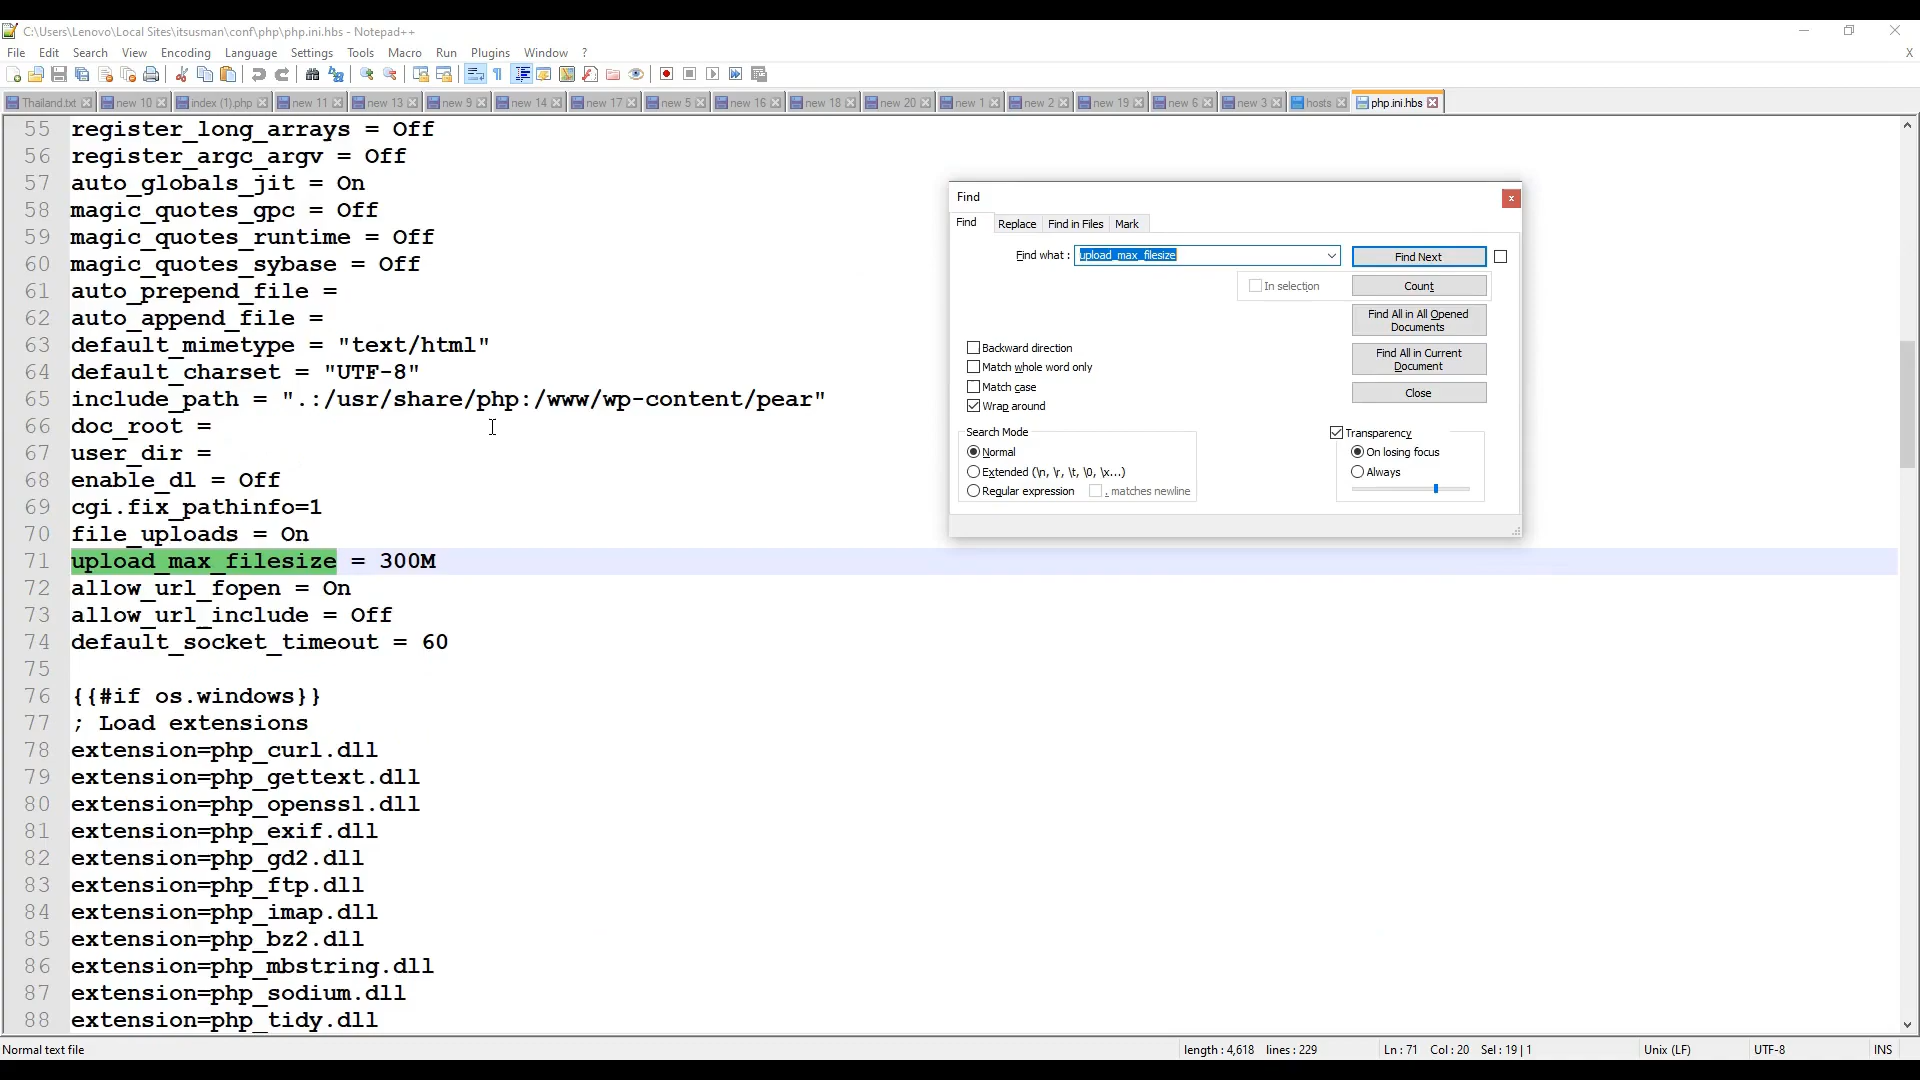 C:\Users\Lenovo\Local Sites\itsusman\conf\php\php.ini.hbs - Notepad++
File Edit Search View Encoding Language Settings Tools Macro Run Plugins Window ? X
Thailand.txt new 10 index (1).php new 11 new 13 new 9 new 14 new 17 new 5 new 16 new 18 new 20 new 1 new 2 new 19 new 6 new 3 hosts php.ini.hbs
55 register_long_arrays = Off
56 register_argc_argv = Off
57 auto_globals_jit = On
58 magic_quotes_gpc = Off
59 magic_quotes_runtime = Off
60 magic_quotes_sybase = Off
61 auto_prepend_file =
62 auto_append_file =
63 default_mimetype = "text/html"
64 default_charset = "UTF-8"
65 include_path = ".:/usr/share/php:/www/wp-content/pear"
66 doc_root =
67 user_dir =
68 enable_dl = Off
69 cgi.fix_pathinfo=1
70 file_uploads = On
71 upload_max_filesize = 300M
72 allow_url_fopen = On
73 allow_url_include = Off
74 default_socket_timeout = 60
75
76 {{#if os.windows}}
77 ; Load extensions
78 extension=php_curl.dll
79 extension=php_gettext.dll
80 extension=php_openssl.dll
81 extension=php_exif.dll
82 extension=php_gd2.dll
83 extension=php_ftp.dll
84 extension=php_imap.dll
85 extension=php_bz2.dll
86 extension=php_mbstring.dll
87 extension=php_sodium.dll
88 extension=php_tidy.dll
Find
Find Replace Find in Files Mark
Find what : upload_max_filesize Find Next
In selection Count
Find All in All Opened
Documents
Backward direction
Find All in Current
Document
Match whole word only
Match case
Close
Wrap around
Search Mode
Transparency
Normal
On losing focus
Extended (\n, \r, \t, \0, \x...)
Always
Regular expression . matches newline
Normal text file length : 4,618 lines : 229 Ln : 71 Col : 20 Sel : 19 | 1 Unix (LF) UTF-8 INS